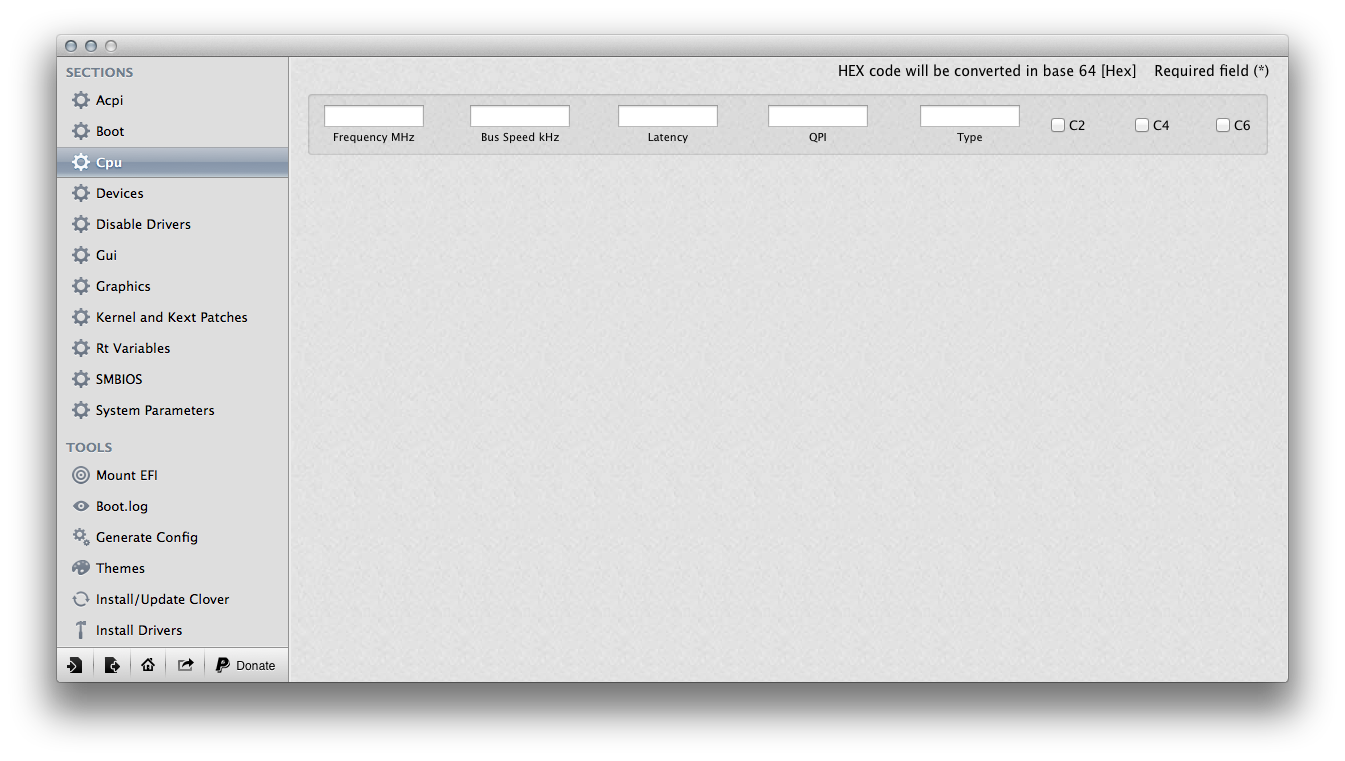 SECTIONS
Acpi
Boot
Cpu
Devices
Disable Drivers
Gui
Graphics
Kernel and Kext Patches
Rt Variables
SMBIOS
System Parameters
TOOLS
Mount EFI
Boot.log
Generate Config
Themes
Install/Update Clover
Install Drivers
Donate
HEX code will be converted in base 64 [Hex] Required field (*)
Frequency MHz Bus Speed kHz Latency QPI Type C2 C4 C6